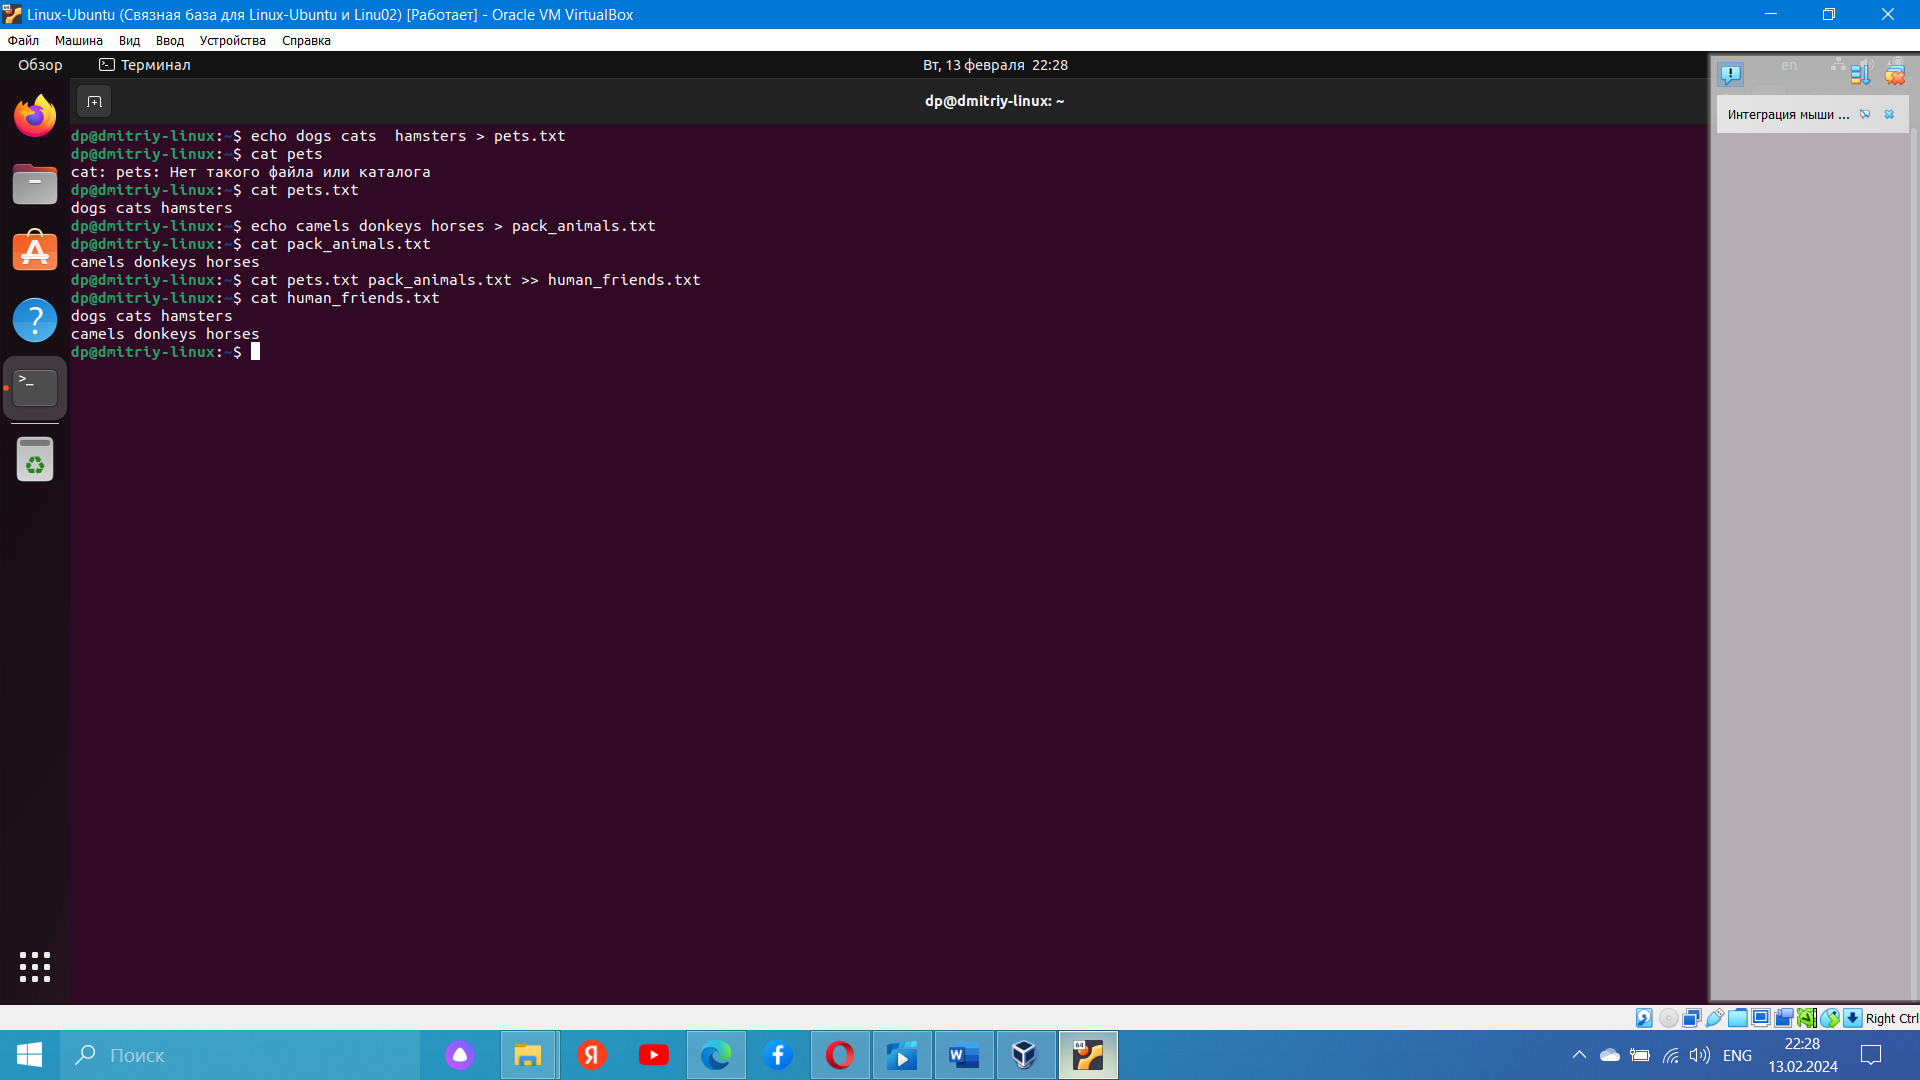 Linux-Ubuntu (Связная база для Linux-Ubuntu и Linu02) [Работает] - Oracle VM VirtualBox
Файл Машина Вид Ввод Устройства Справка
Обзор Терминал Вт, 13 февраля 22:28 en
dp@dmitriy-linux: ~
Интеграция мыши ...
dp@dmitriy-linux:~$ echo dogs cats  hamsters > pets.txt
dp@dmitriy-linux:~$ cat pets
cat: pets: Нет такого файла или каталога
dp@dmitriy-linux:~$ cat pets.txt
dogs cats hamsters
dp@dmitriy-linux:~$ echo camels donkeys horses > pack_animals.txt
dp@dmitriy-linux:~$ cat pack_animals.txt
camels donkeys horses
dp@dmitriy-linux:~$ cat pets.txt pack_animals.txt >> human_friends.txt
dp@dmitriy-linux:~$ cat human_friends.txt
dogs cats hamsters
camels donkeys horses
dp@dmitriy-linux:~$
Right Ctrl
Поиск
ENG
22:28
13.02.2024